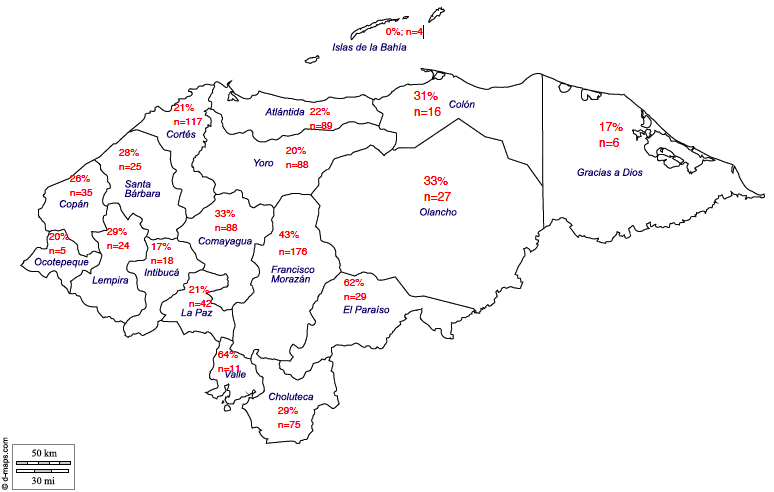 0%; n=4
Islas de la Bahía
21%
n=117
Cortés
Atlántida
22%
n=89
31%
Colón
n=16
17%
n=6
Gracias a Dios
28%
n=25
Santa
Bárbara
20%
Yoro
n=88
26%
n=35
Copán
33%
n=27
Olancho
33%
n=88
Comayagua
43%
n=176
Francisco
Morazán
20%
n=5
Ocotepeque
29%
n=24
Lempira
17%
n=18
Intibucá
21%
n=42
La Paz
62%
n=29
El Paraíso
64%
n=11
Valle
Choluteca
29%
n=75
50 km
30 mi
© d-maps.com